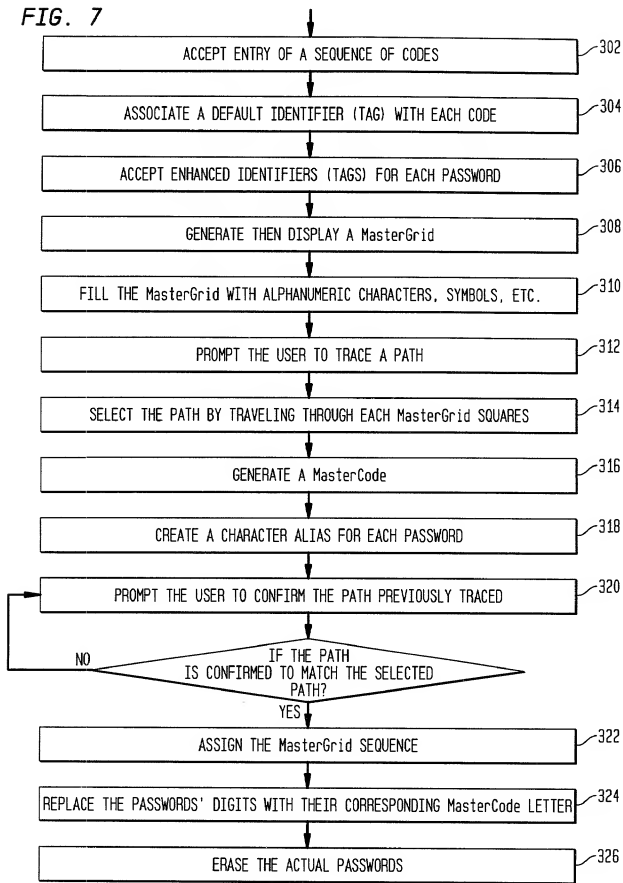 FIG. 7
ACCEPT ENTRY OF A SEQUENCE OF CODES
302
ASSOCIATE A DEFAULT IDENTIFIER (TAG) WITH EACH CODE
304
ACCEPT ENHANCED IDENTIFIERS (TAGS) FOR EACH PASSWORD
306
GENERATE THEN DISPLAY A MasterGrid
308
FILL THE MasterGrid WITH ALPHANUMERIC CHARACTERS, SYMBOLS, ETC.
310
PROMPT THE USER TO TRACE A PATH
312
SELECT THE PATH BY TRAVELING THROUGH EACH MasterGrid SQUARES
314
GENERATE A MasterCode
316
CREATE A CHARACTER ALIAS FOR EACH PASSWORD
318
PROMPT THE USER TO CONFIRM THE PATH PREVIOUSLY TRACED
320
NO
IF THE PATH
IS CONFIRMED TO MATCH THE SELECTED
PATH?
YES
ASSIGN THE MasterGrid SEQUENCE
322
REPLACE THE PASSWORDS' DIGITS WITH THEIR CORRESPONDING MasterCode LETTER
324
ERASE THE ACTUAL PASSWORDS
326